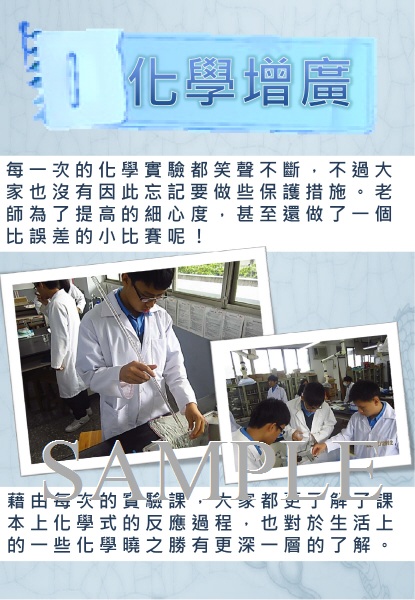 化學增廣
每一次的化學實驗都笑聲不斷，不過大
家也沒有因此忘記要做些保護措施。老
師為了提高的細心度，甚至還做了一個
比誤差的小比賽呢！
SAMPLE
藉由每次的實驗課，大家都更了解了課
本上化學式的反應過程，也對於生活上
的一些化學曉之勝有更深一層的了解。